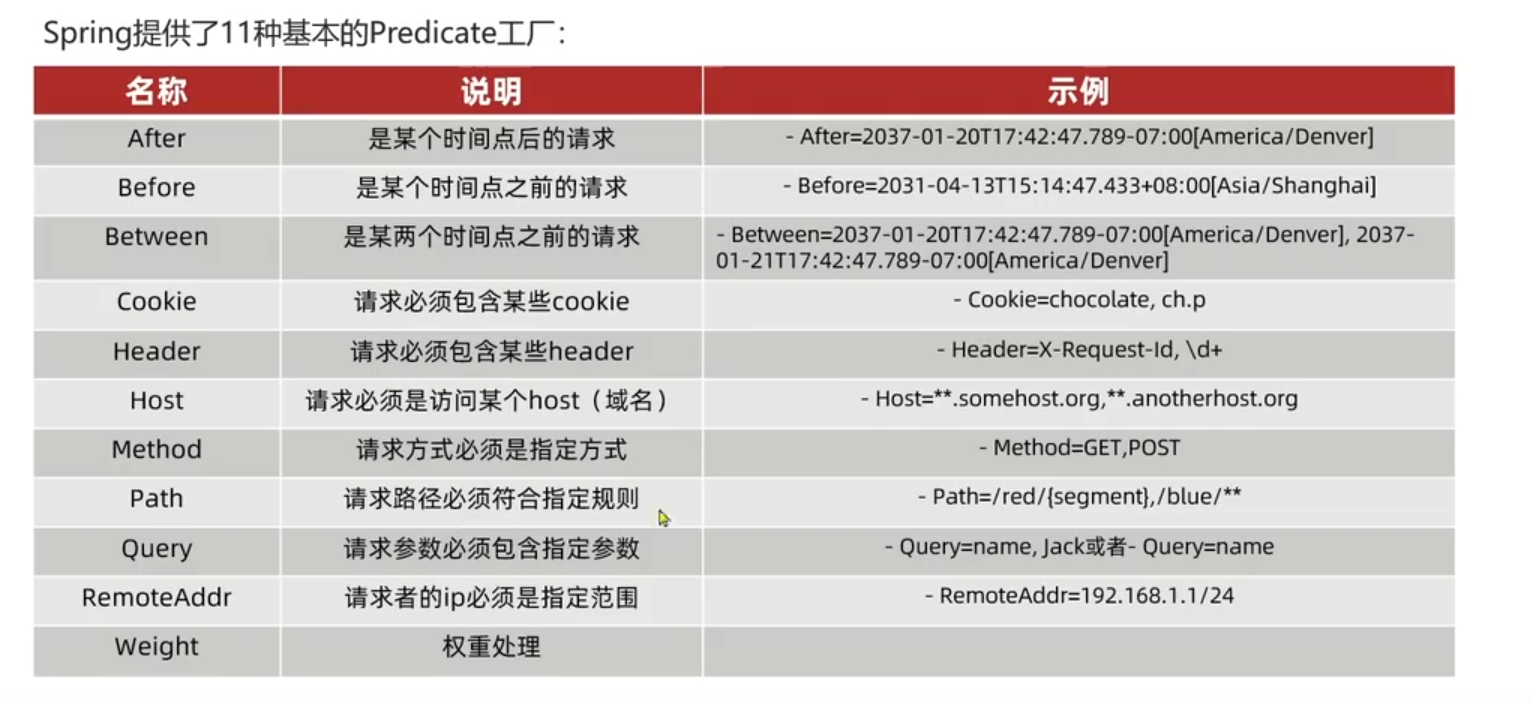 Spring提供了11种基本的Predicate工厂：
名称 说明 示例
After 是某个时间点后的请求 - After=2037-01-20T17:42:47.789-07:00[America/Denver]
Before 是某个时间点之前的请求 - Before=2031-04-13T15:14:47.433+08:00[Asia/Shanghai]
Between 是某两个时间点之前的请求 - Between=2037-01-20T17:42:47.789-07:00[America/Denver], 2037-
01-21T17:42:47.789-07:00[America/Denver]
Cookie 请求必须包含某些cookie - Cookie=chocolate, ch.p
Header 请求必须包含某些header - Header=X-Request-Id, \d+
Host 请求必须是访问某个host（域名） - Host=**.somehost.org,**.anotherhost.org
Method 请求方式必须是指定方式 - Method=GET,POST
Path 请求路径必须符合指定规则 - Path=/red/{segment},/blue/**
Query 请求参数必须包含指定参数 - Query=name, Jack或者- Query=name
RemoteAddr 请求者的ip必须是指定范围 - RemoteAddr=192.168.1.1/24
Weight 权重处理